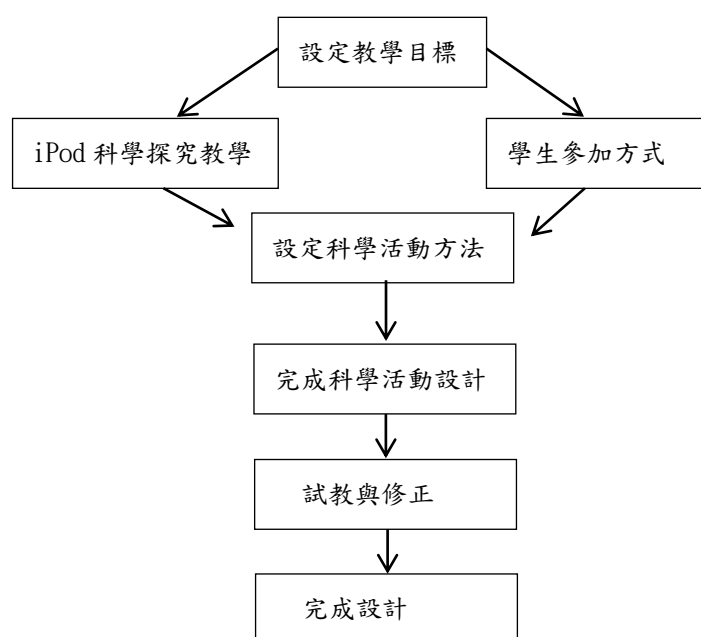 設定教學目標
iPod 科學探究教學
學生參加方式
設定科學活動方法
完成科學活動設計
試教與修正
完成設計